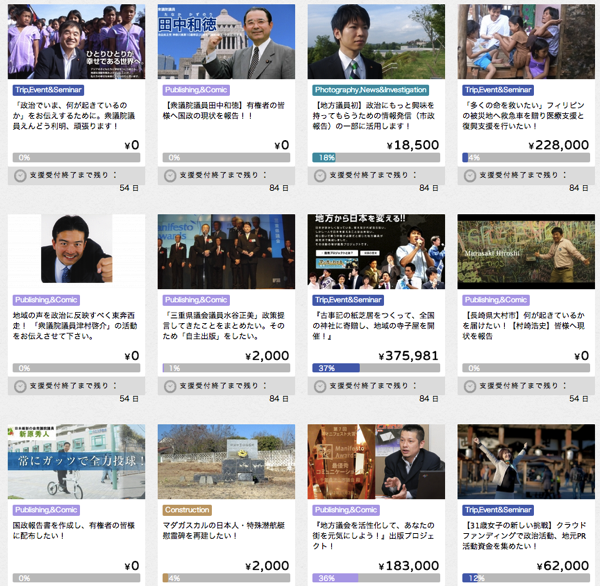 ひとりひとりが
幸せである世界へ
Trip,Event&Seminar
「政治でいま、何が起きているの
か」をお伝えするために。衆議院議
員えんどう利明、頑張ります！
¥0
0%
支援受付終了まで残り：
54 日
衆議院議員
田中和徳
Publishing,&Comic
【衆議院議員田中和徳】有権者の皆
様へ国政の現状を報告！！
¥0
0%
支援受付終了まで残り：
54 日
Photography,News&Investigation
【地方議員初】政治にもっと興味を
持ってもらうための情報発信（市政
報告）の一部に活用します！
¥18,500
18%
支援受付終了まで残り：
84 日
Trip,Event&Seminar
「多くの命を救いたい」フィリピン
の被災地へ救急車を贈り医療支援と
復興支援を行いたい！
¥228,000
4%
支援受付終了まで残り：
84 日
Publishing,&Comic
地域の声を政治に反映すべく東奔西
走！「衆議院議員津村啓介」の活動
をお伝えさせて下さい。
¥0
0%
支援受付終了まで残り：
54 日
Manifesto
Awards
Publishing,&Comic
「三重県議会議員水谷正美」政策提
言してきたことをまとめたい。その
ため「自主出版」をしたい。
¥2,000
1%
支援受付終了まで残り：
84 日
地方から日本を変える!!
Trip,Event&Seminar
『古事記の紙芝居をつくって、全国
の神社に寄贈し、地域の寺子屋を開
催！』
¥375,981
37%
支援受付終了まで残り：
84 日
Murasaki Hiroshi
Publishing,&Comic
【長崎県大村市】何が起きているか
を届けたい！【村崎浩史】皆様へ現
状を報告
¥0
0%
支援受付終了まで残り：
54 日
新原秀人
常にガッツで全力投球！
Publishing,&Comic
国政報告書を作成し、有権者の皆様
に配布したい！
¥0
0%
Construction
マダガスカルの日本人・特殊潜航艇
慰霊碑を再建したい！
¥2,000
4%
Manifesto
Awards
最優秀
Publishing,&Comic
『地方議会を活性化して、あなたの
街を元気にしよう！』出版プロジェ
クト！
¥183,000
36%
Trip,Event&Seminar
【31歳女子の新しい挑戦】クラウド
ファンディングで政治活動、地元PR
活動資金を集めたい！
¥62,000
12%